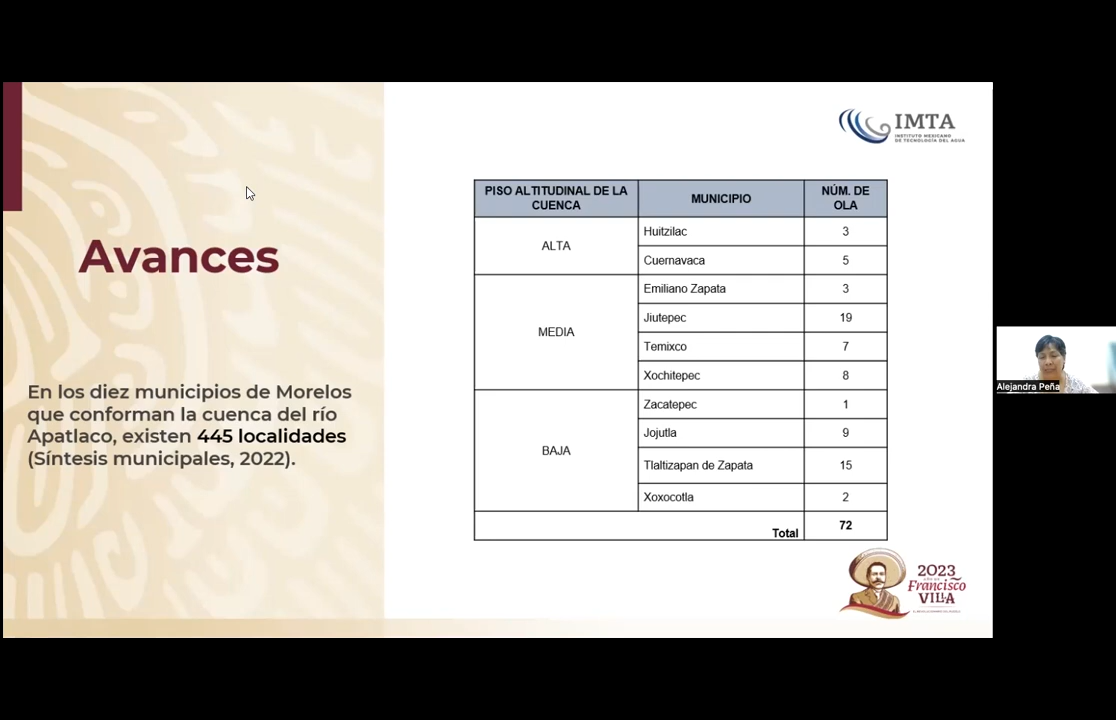 IMTA
INSTITUTO MEXICANO
DE TECNOLOGÍA DEL AGUA
Avances
En los diez municipios de Morelos
que conforman la cuenca del río
Apatlaco, existen 445 localidades
(Síntesis municipales, 2022).
PISO ALTITUDINAL DE LA
CUENCA
MUNICIPIO
NÚM. DE
OLA
ALTA
Huitzilac 3
Cuernavaca 5
MEDIA
Emiliano Zapata 3
Jiutepec 19
Temixco 7
Xochitepec 8
BAJA
Zacatepec 1
Jojutla 9
Tlaltizapan de Zapata 15
Xoxocotla 2
Total 72
2023
Francisco
VILLA
Alejandra Peña